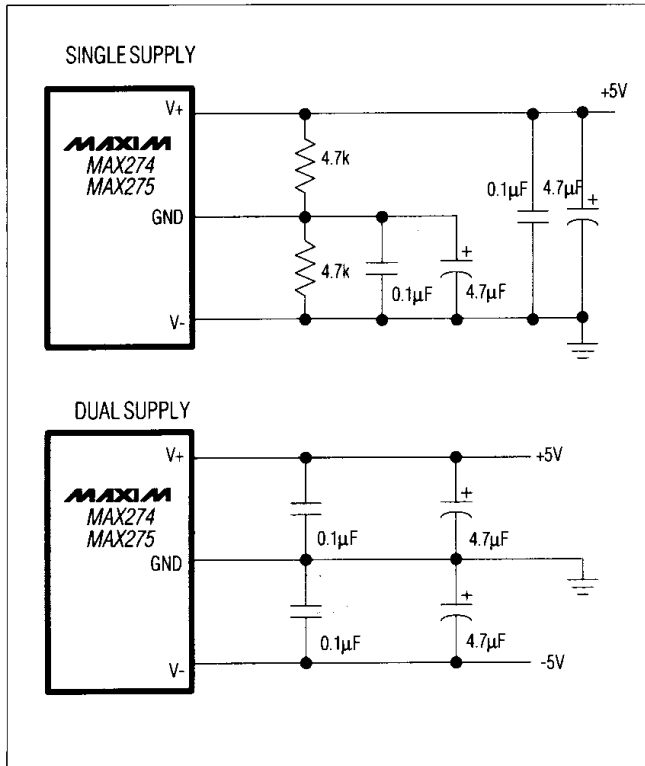 SINGLE SUPPLY
V+
+5V
MAXIM
MAX274
MAX275
4.7k
0.1µF
4.7µF
+
GND
4.7k
+
0.1µF
4.7µF
V-
DUAL SUPPLY
V+
+5V
MAXIM
MAX274
MAX275
+
0.1µF
4.7µF
GND
+
0.1µF
4.7µF
V-
-5V